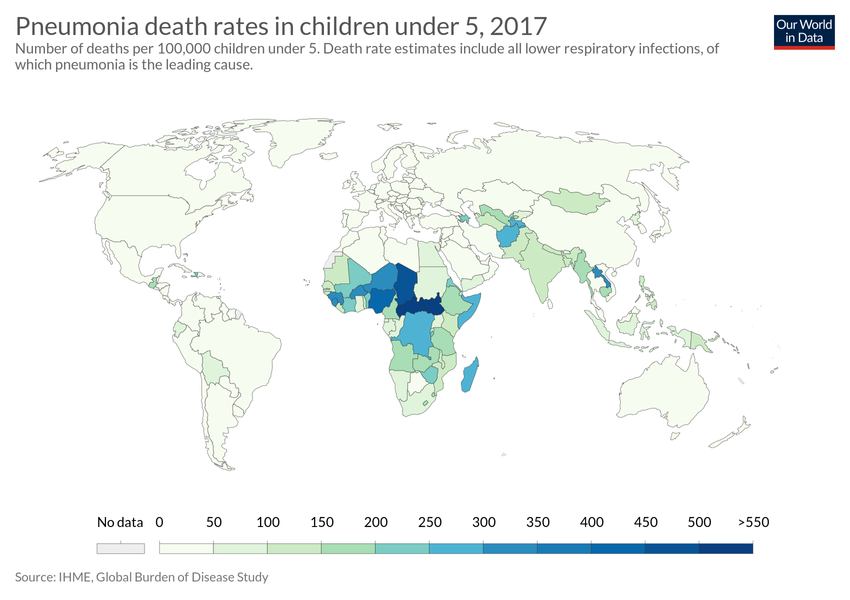 Pneumonia death rates in children under 5, 2017
Number of deaths per 100,000 children under 5. Death rate estimates include all lower respiratory infections, of
which pneumonia is the leading cause.
Our World
in Data
No data 0 50 100 150 200 250 300 350 400 450 500 >550
Source: IHME, Global Burden of Disease Study